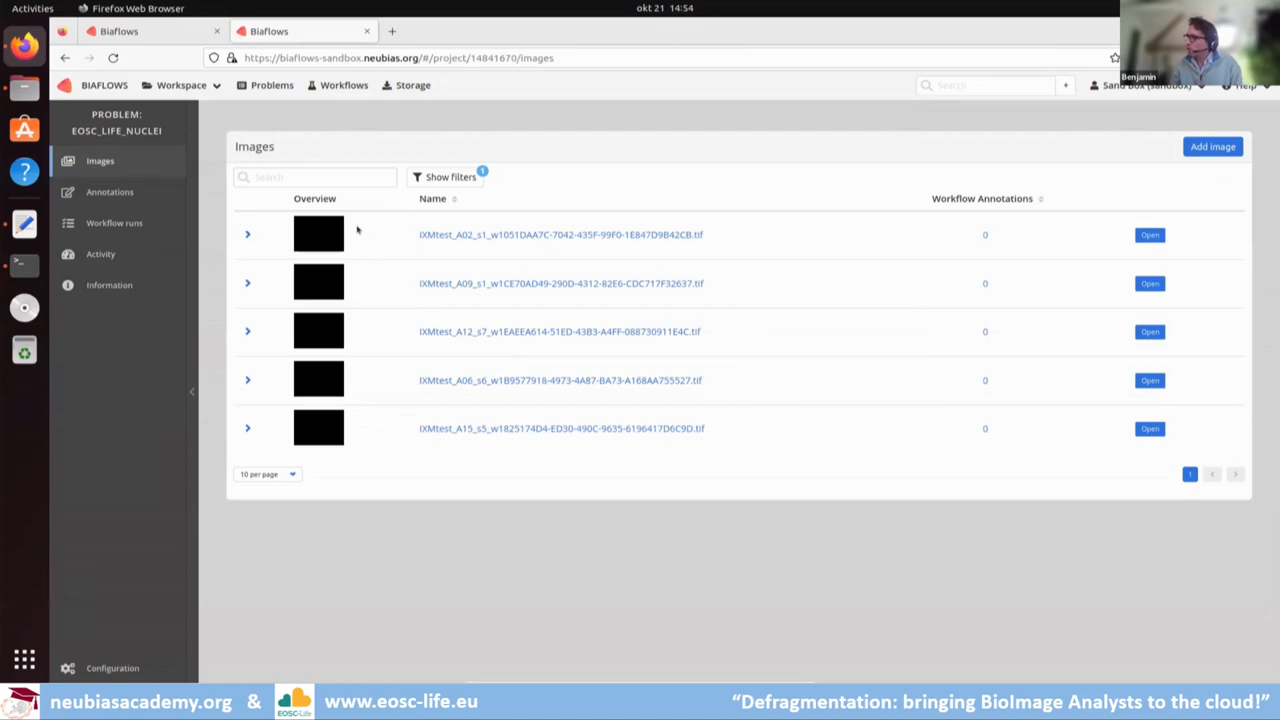 Activities
Firefox Web Browser
okt 21 14:54
Biaflows
Biaflows
https://biaflows-sandbox.neubias.org/#/project/14841670/images
BIAFLOWS
Workspace
Problems
Workflows
Storage
Search
+
Benjamin
PROBLEM:
EOSC_LIFE_NUCLEI
Images
Annotations
Workflow runs
Activity
Information
Configuration
Images
Add image
Search
Show filters
1
Overview
Name
Workflow Annotations
IXMtest_A02_s1_w1051DAA7C-7042-435F-99F0-1E847D9B42CB.tif
0
Open
IXMtest_A09_s1_w1CE70AD49-290D-4312-82E6-CDC717F32637.tif
0
Open
IXMtest_A12_s7_w1EAEEA614-51ED-43B3-A4FF-088730911E4C.tif
0
Open
IXMtest_A06_s6_w1B9577918-4973-4A87-BA73-A168AA755527.tif
0
Open
IXMtest_A15_s5_w1825174D4-ED30-490C-9635-6196417D6C9D.tif
0
Open
10 per page
1
neubiasacademy.org &
EOSC-Life
www.eosc-life.eu
“Defragmentation: bringing BioImage Analysts to the cloud!”